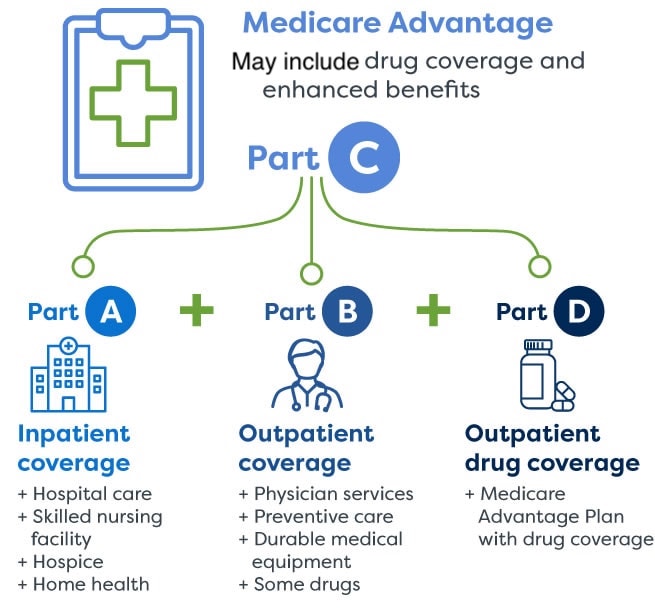 Medicare Advantage
May include drug coverage and
enhanced benefits
Part C
Part A + Part B + Part D
Inpatient
coverage
+ Hospital care
+ Skilled nursing
facility
+ Hospice
+ Home health
Outpatient
coverage
+ Physician services
+ Preventive care
+ Durable medical
equipment
+ Some drugs
Outpatient
drug coverage
+ Medicare
Advantage Plan
with drug coverage